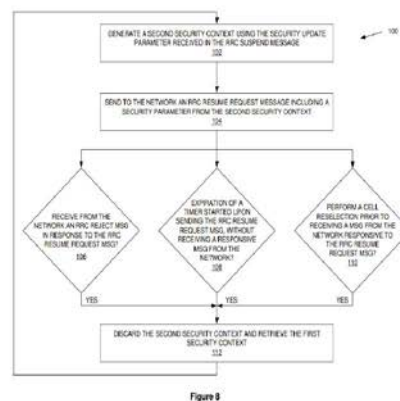 GENERATE A SECOND SECURITY CONTEXT USING THE SECURITY UPDATE
PARAMETER RECEIVED IN THE RRC SUSPEND MESSAGE
102
100
SEND TO THE NETWORK AN RRC RESUME REQUEST MESSAGE INCLUDING A
SECURITY PARAMETER FROM THE SECOND SECURITY CONTEXT
104
RECEIVE FROM THE
NETWORK AN RRC REJECT MSG
IN RESPONSE TO THE RRC
RESUME REQUEST MSG?
106
EXPIRATION OF A
TIMER STARTED UPON
SENDING THE RRC RESUME
REQUEST MSG, WITHOUT
RECEIVING A RESPONSIVE
MSG FROM THE
NETWORK?
108
PERFORM A CELL
RESELECTION PRIOR TO
RECEIVING A MSG FROM THE
NETWORK RESPONSIVE TO
THE RRC RESUME
REQUEST MSG?
110
YES
YES
YES
DISCARD THE SECOND SECURITY CONTEXT AND RETRIEVE THE FIRST
SECURITY CONTEXT
112
Figure 8